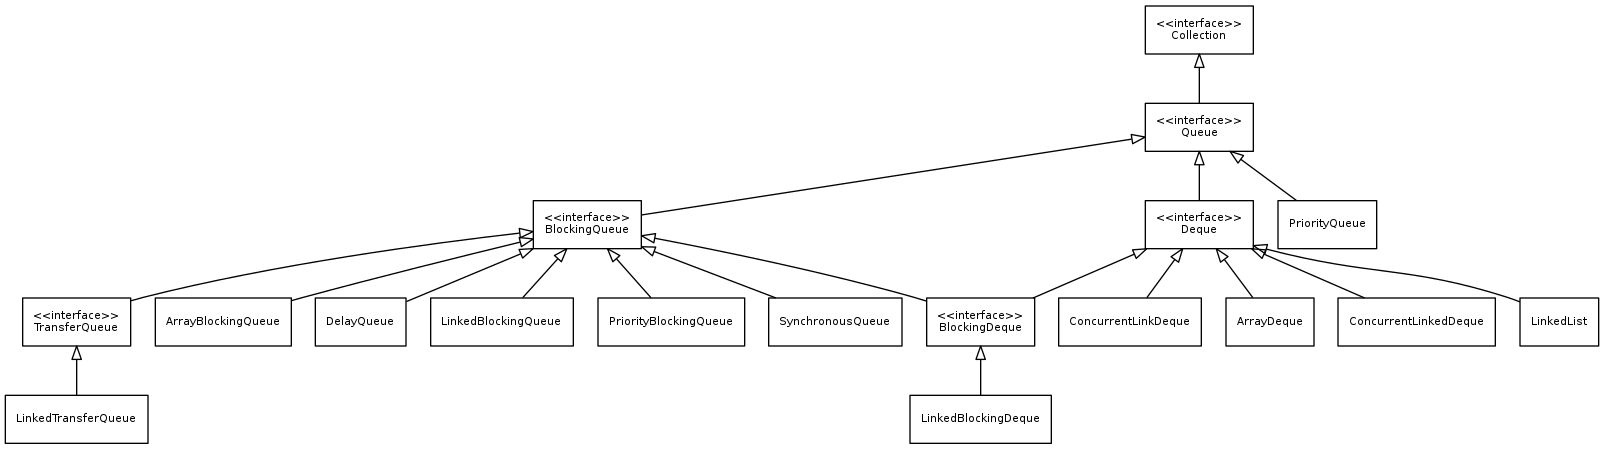 <<interface>>
Collection
<<interface>>
Queue
<<interface>>
BlockingQueue
<<interface>>
Deque
PriorityQueue
<<interface>>
TransferQueue
ArrayBlockingQueue
DelayQueue
LinkedBlockingQueue
PriorityBlockingQueue
SynchronousQueue
<<interface>>
BlockingDeque
ConcurrentLinkDeque
ArrayDeque
ConcurrentLinkedDeque
LinkedList
LinkedTransferQueue
LinkedBlockingDeque